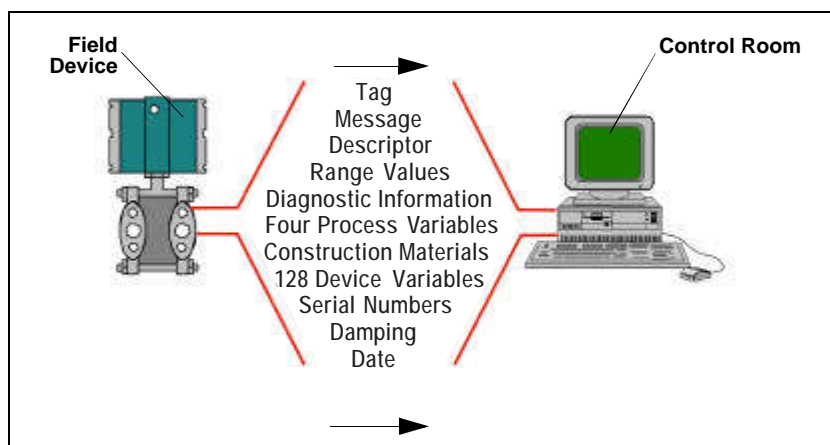 Field
Device
Control Room
Tag
Message
Descriptor
Range Values
Diagnostic Information
Four Process Variables
Construction Materials
128 Device Variables
Serial Numbers
Damping
Date